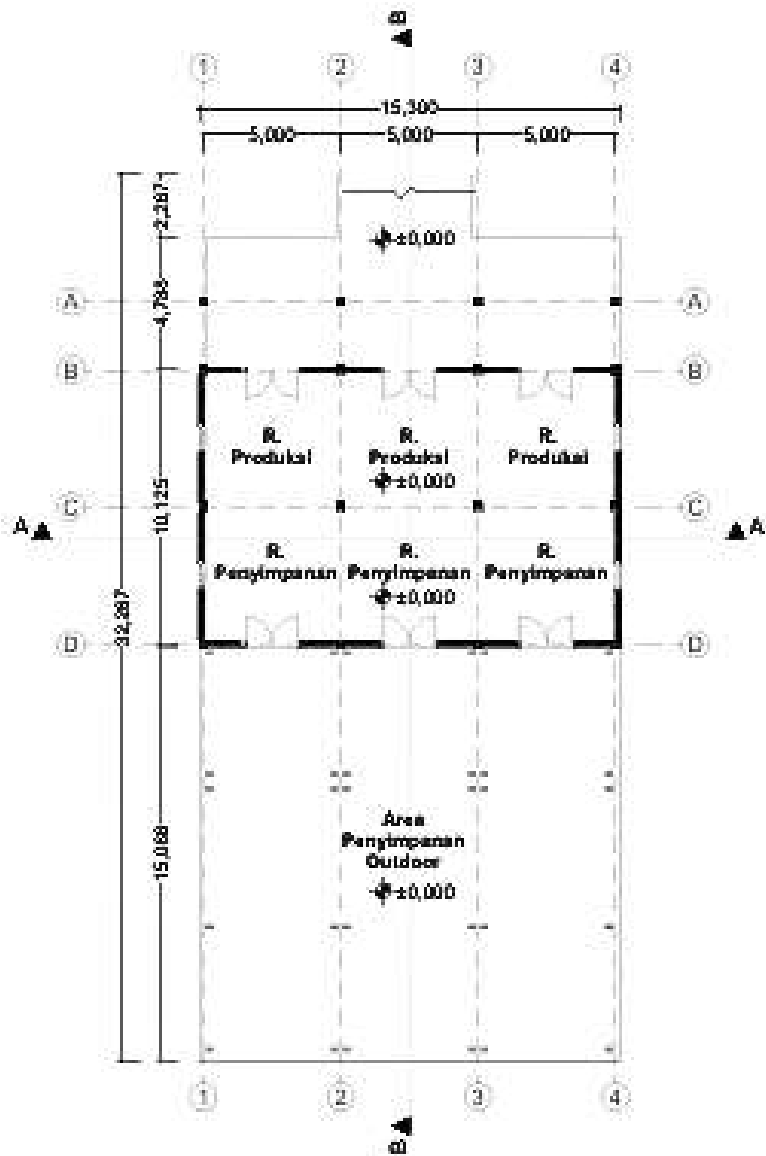 B
1 2 3 4
15,300
5,000 5,000 5,000
2,287
±0,000
4,788
A A
B B
R. Produksi
R. Produksi
R. Produksi
±0,000
10,125
C C
A A
R. Penyimpanan
R. Penyimpanan
R. Penyimpanan
±0,000
32,267
D D
15,068
Area
Penyimpanan
Outdoor
±0,000
1 2 3 4
B